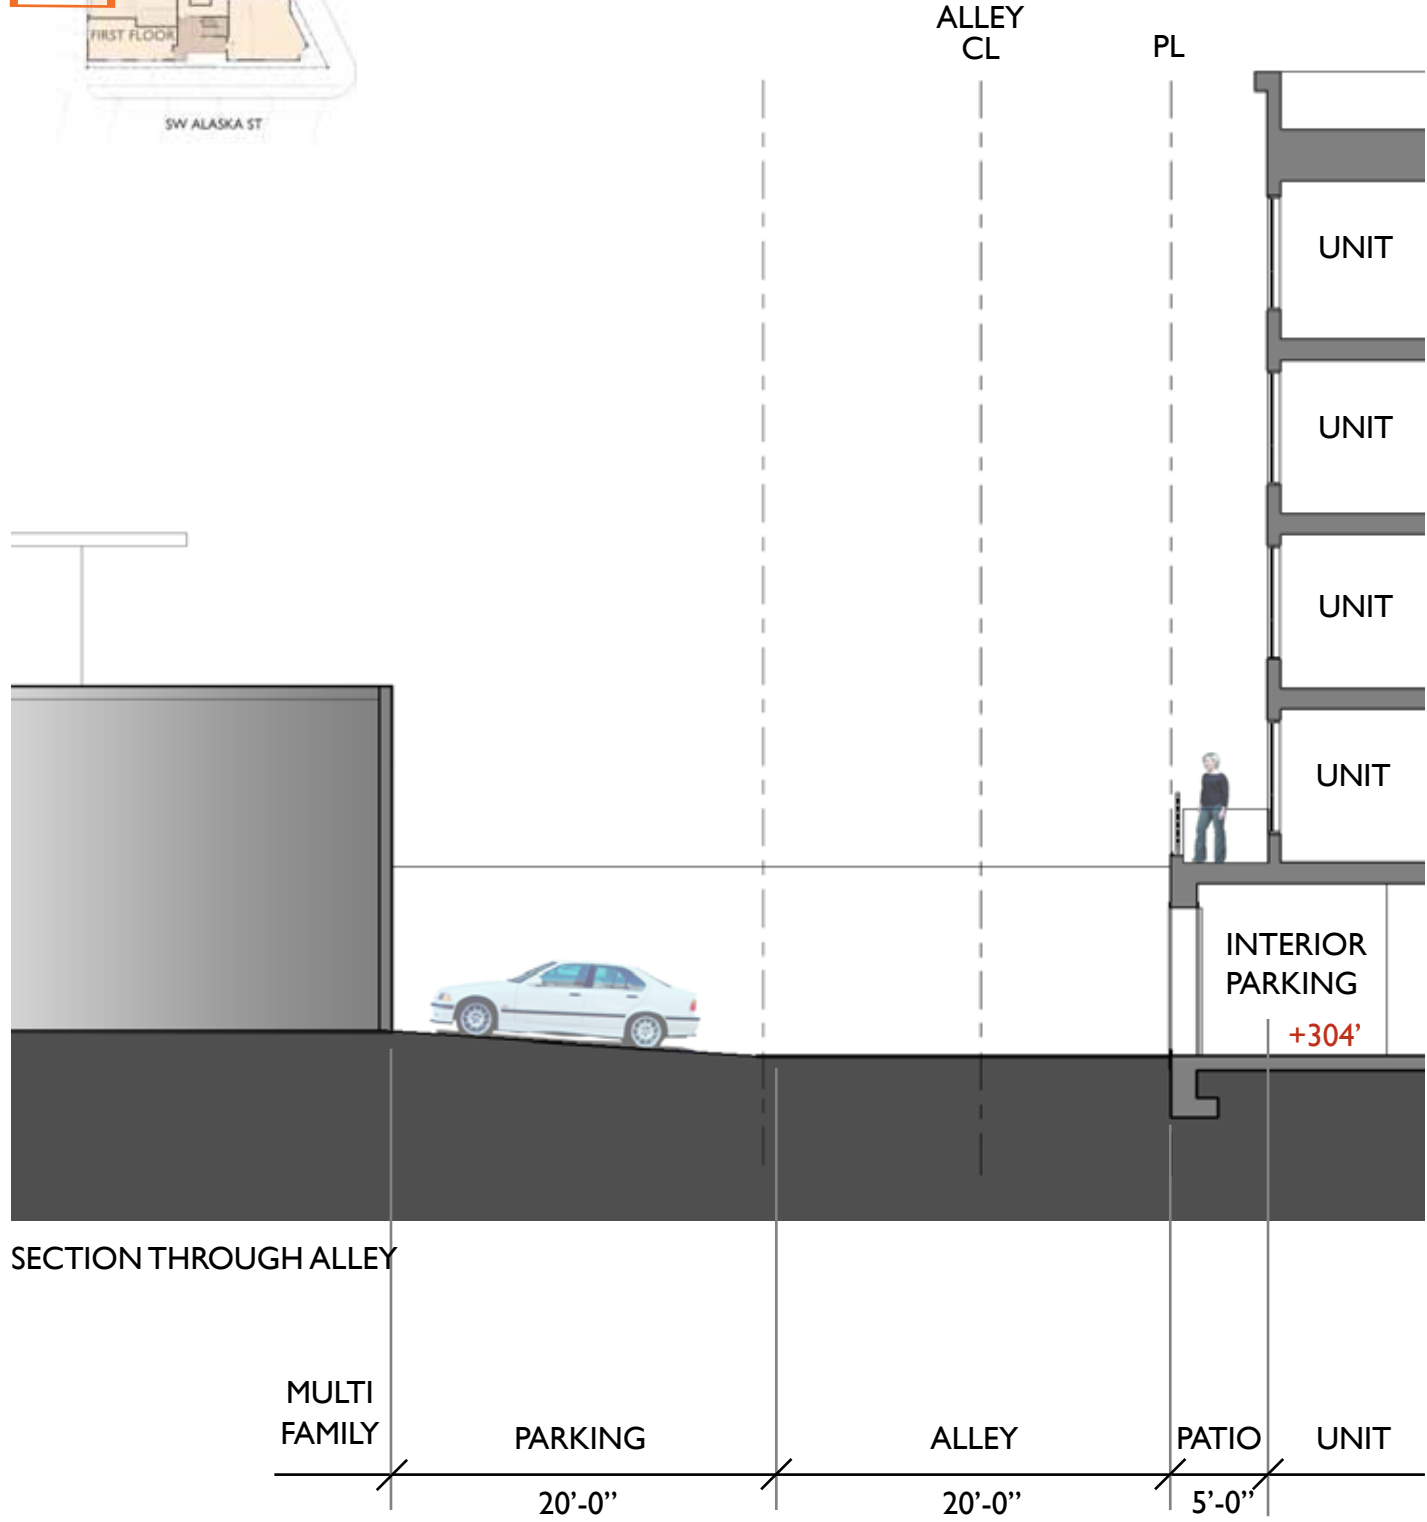 FIRST FLOOR
SW ALASKA ST
ALLEY
CL
PL
UNIT
UNIT
UNIT
UNIT
INTERIOR
PARKING
+304'
SECTION THROUGH ALLEY
MULTI
FAMILY
PARKING
ALLEY
PATIO
UNIT
20'-0”
20'-0”
5'-0”